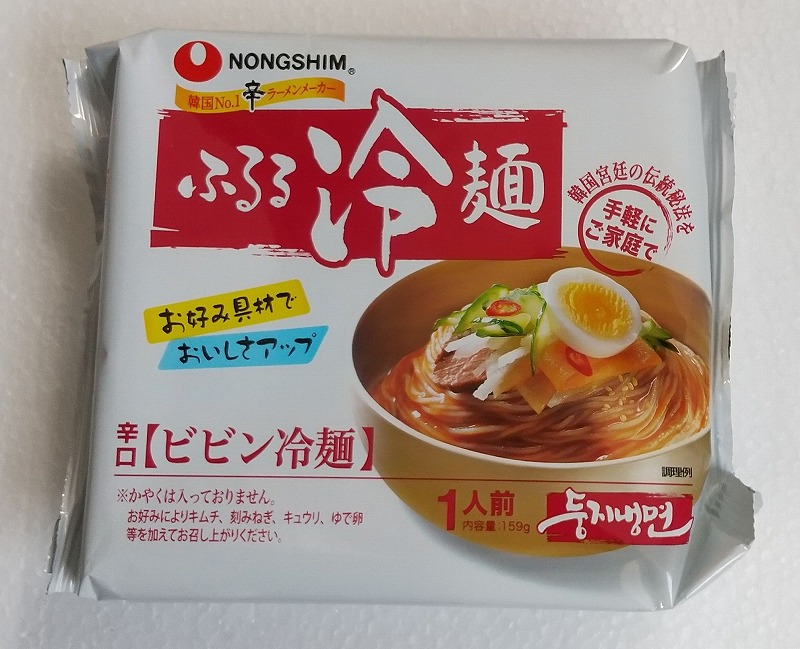 NONGSHIM®
韓国No.1 辛 ラーメンメーカー
ふるる 冷麺
韓国宮廷の伝統秘法を
手軽に
ご家庭で
お好み具材で
おいしさアップ
辛口【ビビン冷麺】
調理例
※かやくは入っておりません。
お好みによりキムチ、刻みねぎ、キュウリ、ゆで卵
等を加えてお召し上がりください。
1人前
内容量:159g
둥지냉면